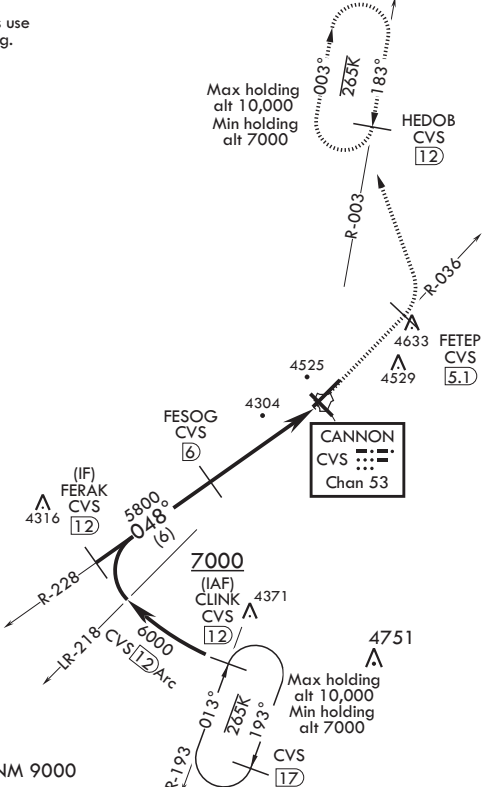 s use
g.
003°
265K
183°
Max holding
alt 10,000
Min holding
alt 7000
HEDOB
CVS
12
R-003
R-036
4633
FETEP
CVS
5.1
4529
4525
4304
FESOG
CVS
6
CANNON
CVS
Chan 53
(IF)
FERAK
CVS
12
4316
5800
048°
(6)
R-228
7000
(IAF)
CLINK
CVS
12
4371
LR-218
6000
CVS 12 Arc
4751
Max holding
alt 10,000
Min holding
alt 7000
013°
265K
193°
R-193
CVS
17
NM 9000